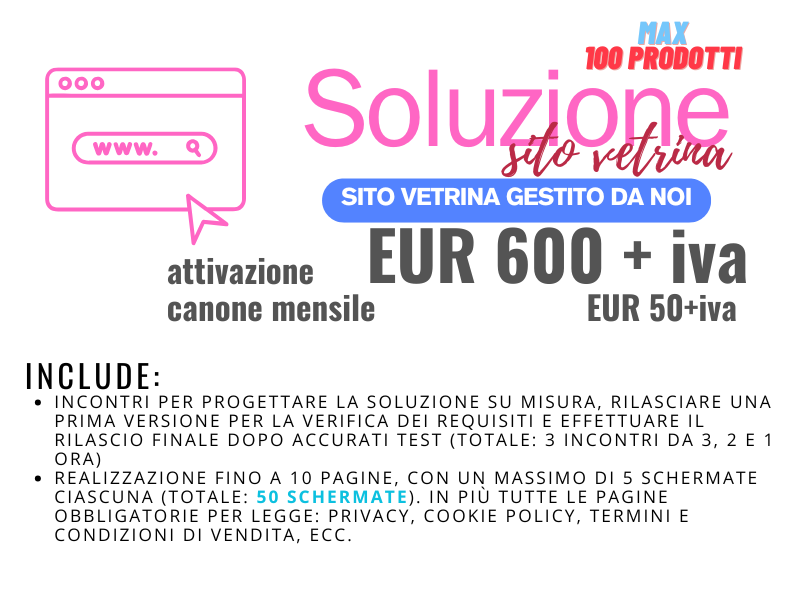 MAX
100 PRODOTTI
www.
Soluzione
sito vetrina
SITO VETRINA GESTITO DA NOI
attivazione EUR 600 + iva
canone mensile EUR 50+iva
INCLUDE:
• INCONTRI PER PROGETTARE LA SOLUZIONE SU MISURA, RILASCIARE UNA
PRIMA VERSIONE PER LA VERIFICA DEI REQUISITI E EFFETTUARE IL
RILASCIO FINALE DOPO ACCURATI TEST (TOTALE: 3 INCONTRI DA 3, 2 E 1
ORA)
• REALIZZAZIONE FINO A 10 PAGINE, CON UN MASSIMO DI 5 SCHERMATE
CIASCUNA (TOTALE: 50 SCHERMATE). IN PIÙ TUTTE LE PAGINE
OBBLIGATORIE PER LEGGE: PRIVACY, COOKIE POLICY, TERMINI E
CONDIZIONI DI VENDITA, ECC.